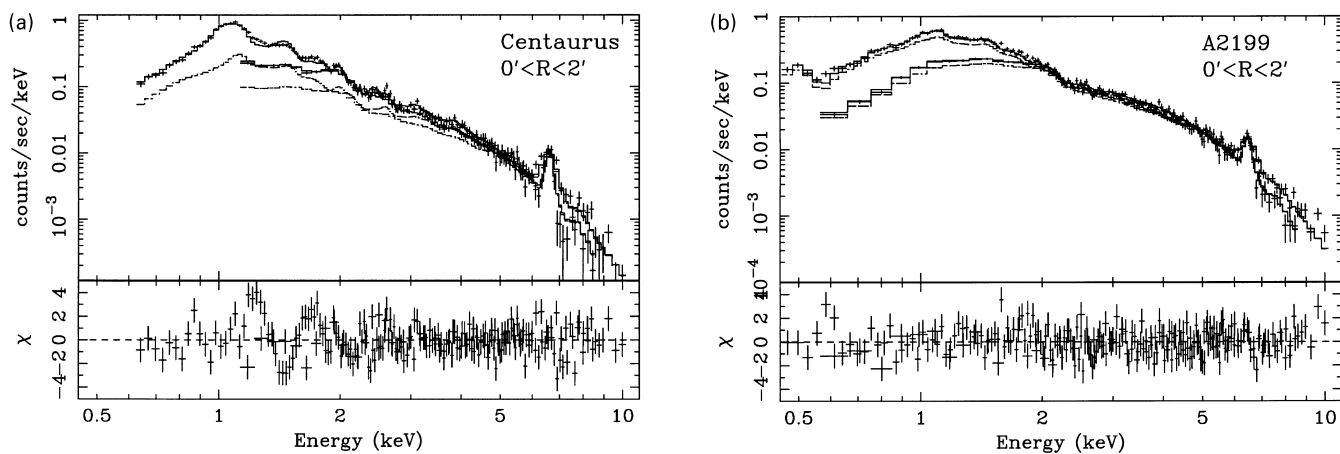 (a)
Centaurus
0'<R<2'
counts/sec/keV
1
0.1
0.01
10⁻³
χ
4
2
0
−2
−4
0.5
1
2
5
10
Energy (keV)
(b)
A2199
0'<R<2'
counts/sec/keV
1
0.1
0.01
10⁻³
10⁻⁴
χ
4
2
0
−2
−4
0.5
1
2
5
10
Energy (keV)